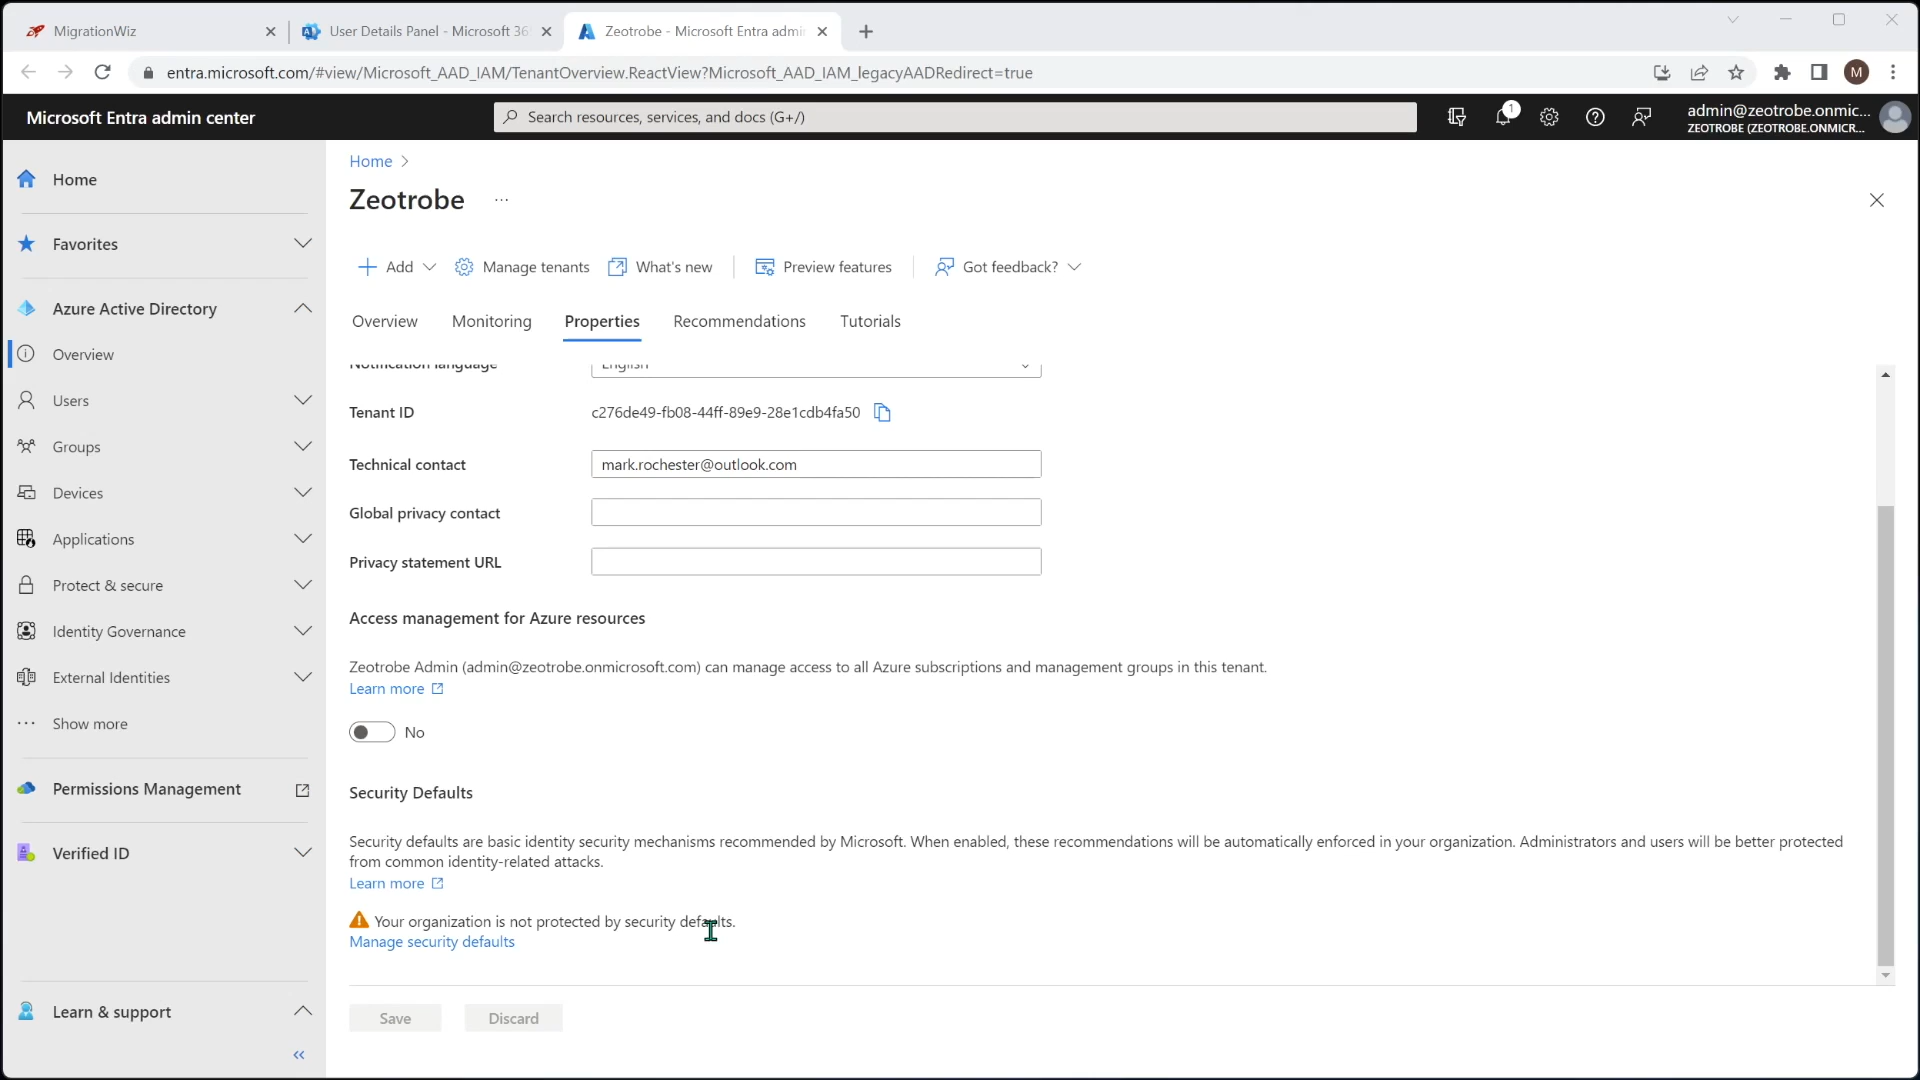 MigrationWiz
User Details Panel - Microsoft 36
Zeotrobe - Microsoft Entra admi
entra.microsoft.com/#view/Microsoft_AAD_IAM/TenantOverview.ReactView?Microsoft_AAD_IAM_legacyAADRedirect=true
M
Microsoft Entra admin center
Search resources, services, and docs (G+/)
1
admin@zeotrobe.onmic...
ZEOTROBE (ZEOTROBE.ONMICR...
Home
Favorites
Azure Active Directory
Overview
Users
Groups
Devices
Applications
Protect & secure
Identity Governance
External Identities
Show more
Permissions Management
Verified ID
Learn & support
Home
Zeotrobe
Add
Manage tenants
What's new
Preview features
Got feedback?
Overview
Monitoring
Properties
Recommendations
Tutorials
Notification language
English
Tenant ID
c276de49-fb08-44ff-89e9-28e1cdb4fa50
Technical contact
mark.rochester@outlook.com
Global privacy contact
Privacy statement URL
Access management for Azure resources
Zeotrobe Admin (admin@zeotrobe.onmicrosoft.com) can manage access to all Azure subscriptions and management groups in this tenant.
Learn more
No
Security Defaults
Security defaults are basic identity security mechanisms recommended by Microsoft. When enabled, these recommendations will be automatically enforced in your organization. Administrators and users will be better protected
from common identity-related attacks.
Learn more
Your organization is not protected by security defaults.
Manage security defaults
Save
Discard